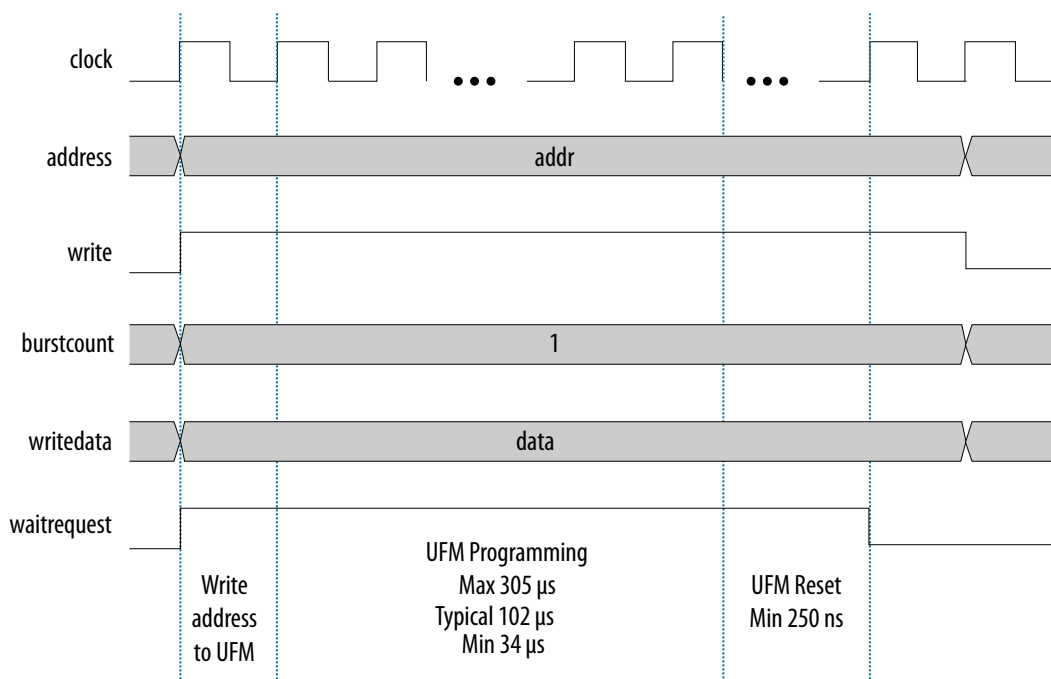 clock
address
addr
write
burstcount
1
writedata
data
waitrequest
Write
address
to UFM
UFM Programming
Max 305 µs
Typical 102 µs
Min 34 µs
UFM Reset
Min 250 ns